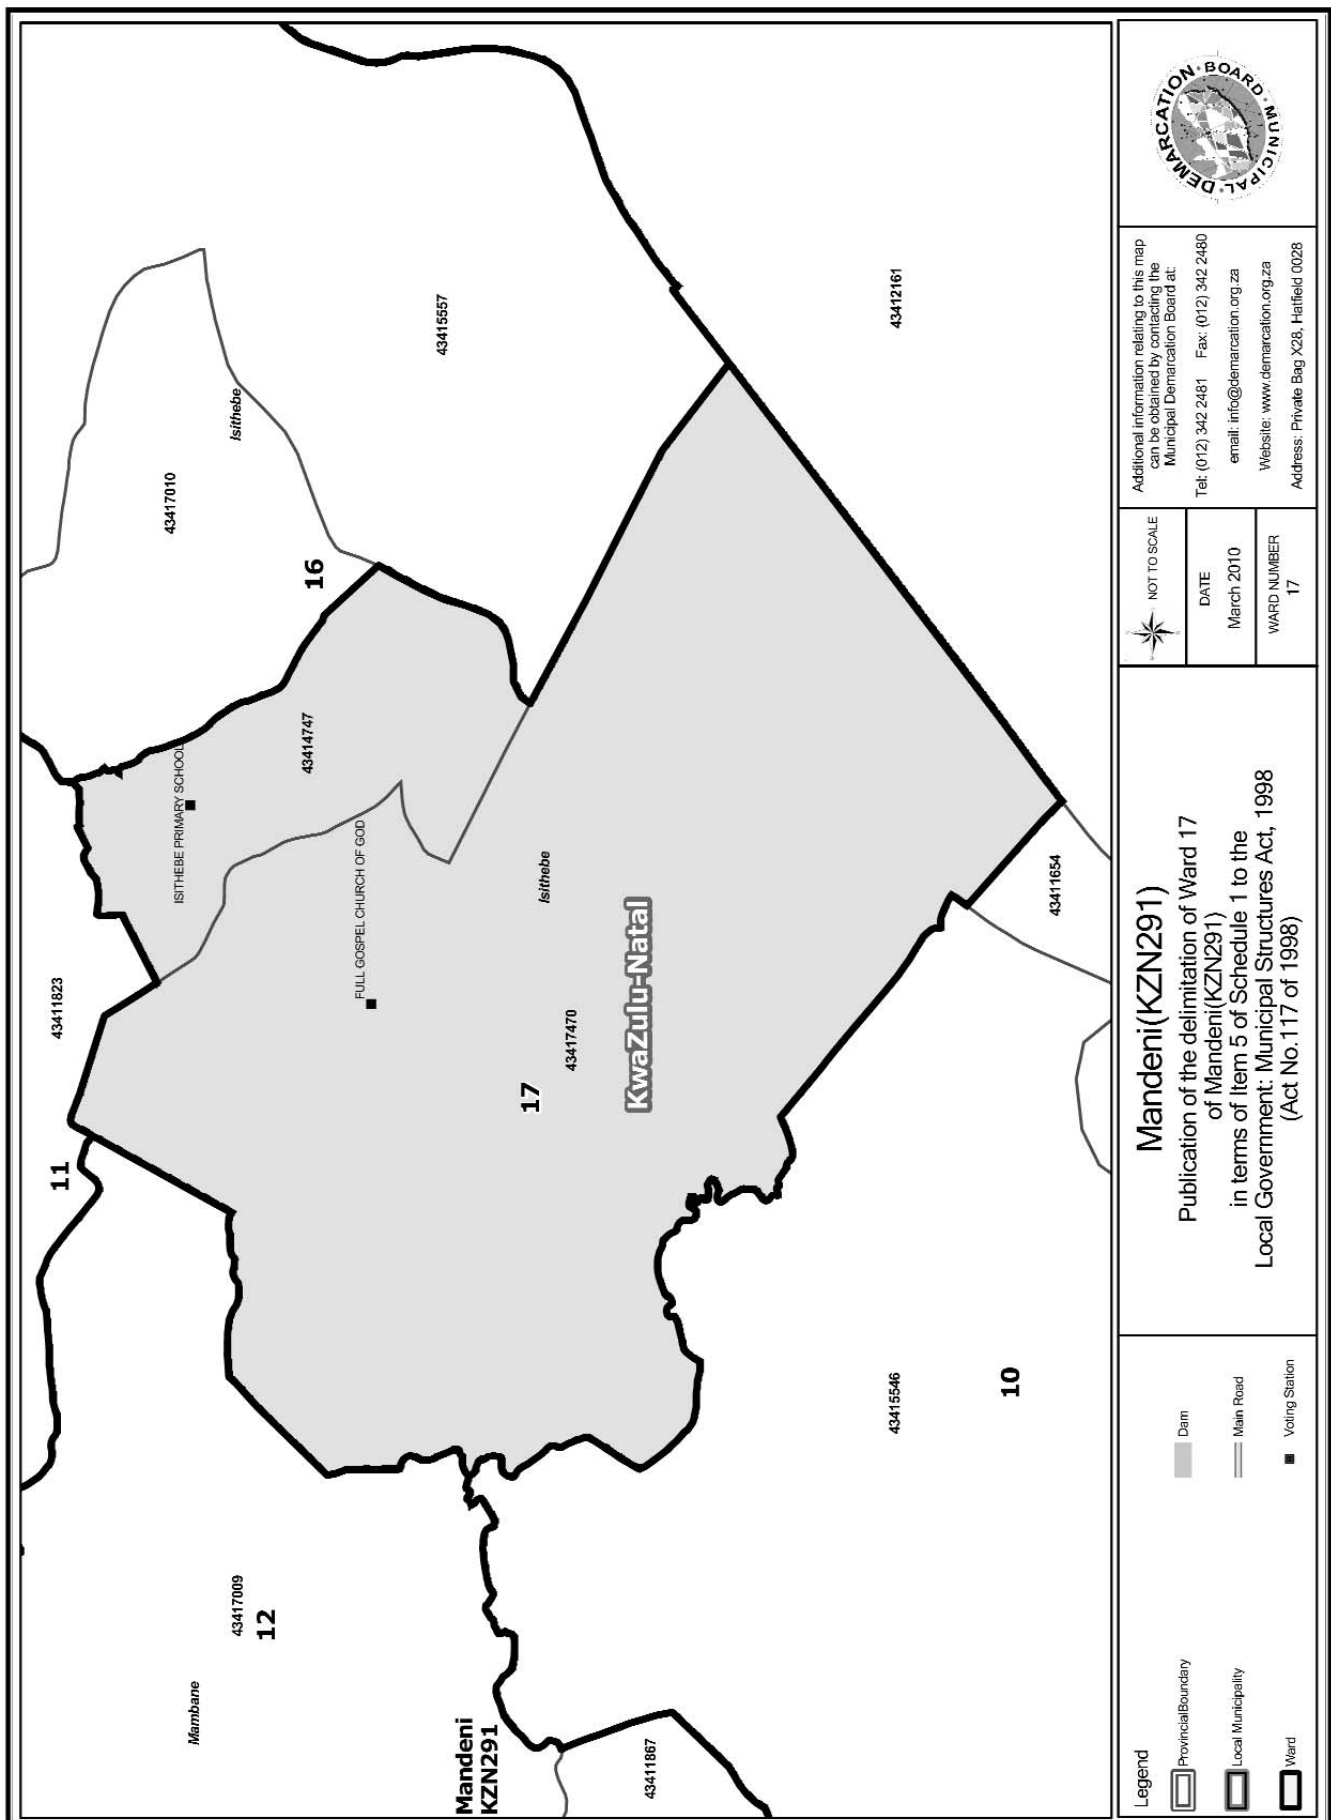 11
43411823
43417010
Isithebe
16
ISITHEBE PRIMARY SCHOOL
43414747
43415557
FULL GOSPEL CHURCH OF GOD
Mambane
43417009
12
Isithebe
17
43417470
KwaZulu-Natal
Mandeni
KZN291
43411867
43415546
10
43412161
43411654
Legend
ProvincialBoundary
Local Municipality
Ward
Dam
Main Road
Voting Station
Mandeni(KZN291)
Publication of the delimitation of Ward 17
of Mandeni(KZN291)
in terms of Item 5 of Schedule 1 to the
Local Government: Municipal Structures Act, 1998
(Act No.117 of 1998)
NOT TO SCALE
DATE
March 2010
WARD NUMBER
17
Additional information relating to this map
can be obtained by contacting the
Municipal Demarcation Board at:
Tel: (012) 342 2481 Fax: (012) 342 2480
email: info@demarcation.org.za
Website: www.demarcation.org.za
Address: Private Bag X28, Hatfield 0028
MUNICIPAL · DEMARCATION · BOARD